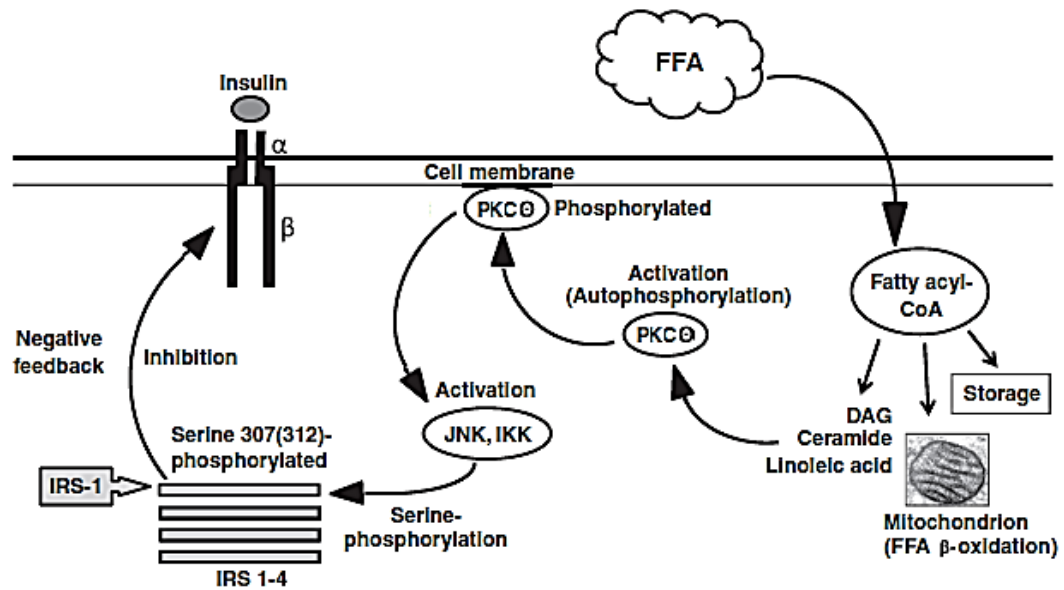 FFA
Insulin
α
Cell membrane
PKCΘ Phosphorylated
β
Activation
(Autophosphorylation)
PKCΘ
Fatty acyl-
CoA
Negative
feedback
Inhibition
Activation
JNK, IKK
Storage
DAG
Ceramide
Linoleic acid
Serine 307(312)-
phosphorylated
IRS-1
Serine-
phosphorylation
Mitochondrion
(FFA β-oxidation)
IRS 1-4